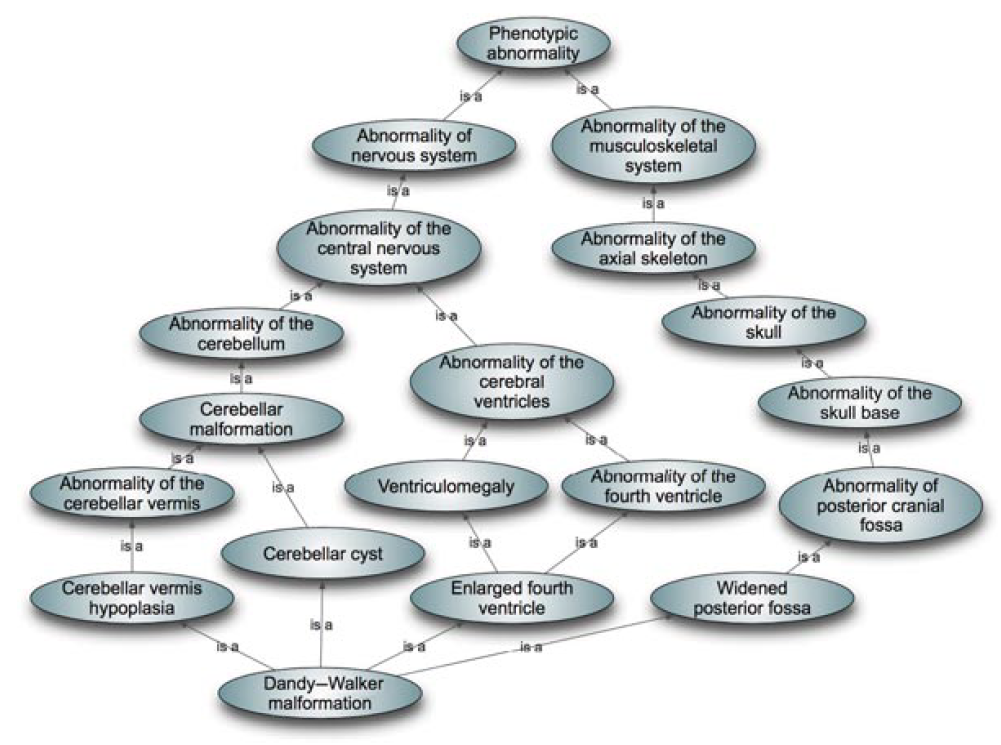 Phenotypic
abnormality
is a
is a
Abnormality of
nervous system
Abnormality of the
musculoskeletal
system
is a
is a
Abnormality of the
central nervous
system
Abnormality of the
axial skeleton
is a
is a
is a
Abnormality of the
cerebellum
Abnormality of the
skull
is a
Abnormality of the
cerebral
ventricles
is a
Cerebellar
malformation
Abnormality of the
skull base
is a
is a
is a
is a
Abnormality of the
cerebellar vermis
is a
Ventriculomegaly
Abnormality of the
fourth ventricle
Abnormality of
posterior cranial
fossa
is a
Cerebellar cyst
is a
is a
is a
Cerebellar vermis
hypoplasia
Enlarged fourth
ventricle
Widened
posterior fossa
is a
is a
is a
is a
Dandy–Walker
malformation